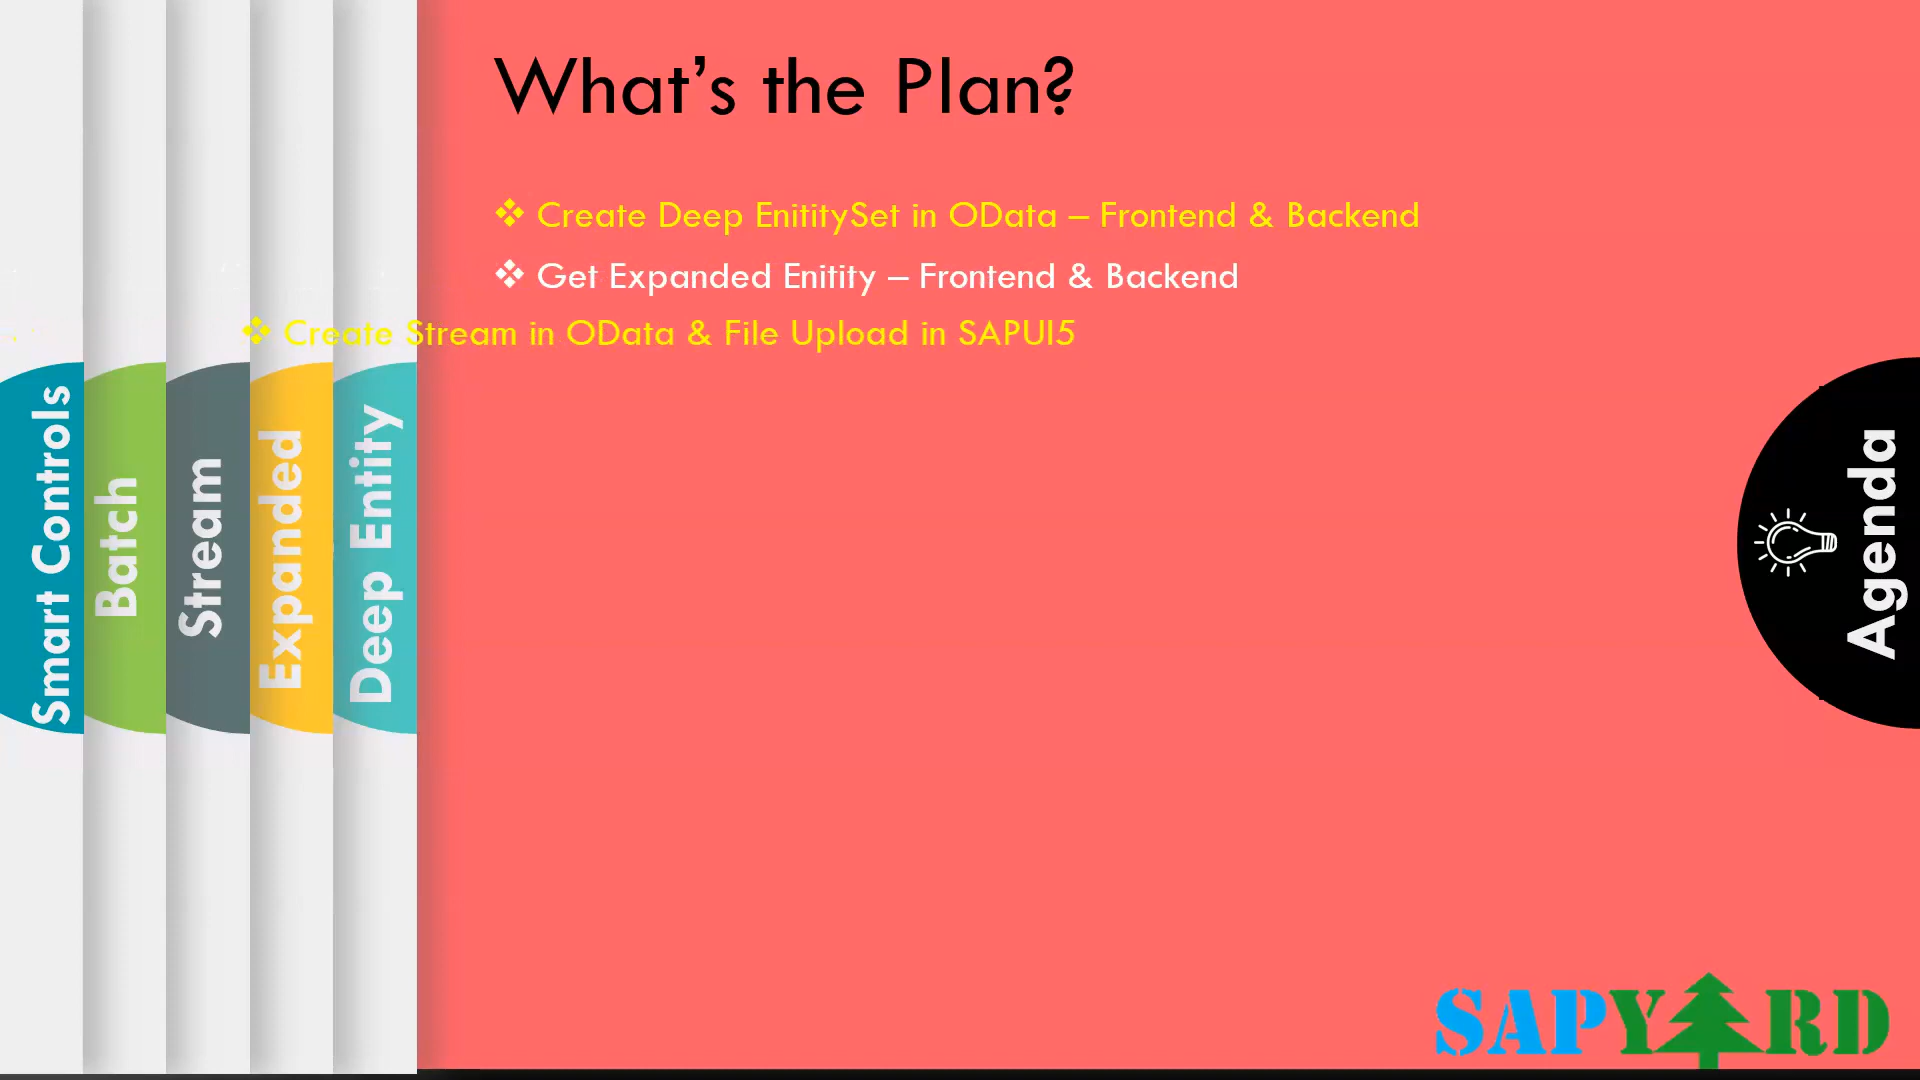 What's the Plan?
❖ Create Deep EnititySet in OData – Frontend & Backend
❖ Get Expanded Enitity – Frontend & Backend
❖ Create Stream in OData & File Upload in SAPUI5
Smart Controls
Batch
Stream
Expanded
Deep Entity
Agenda
SAPYARD